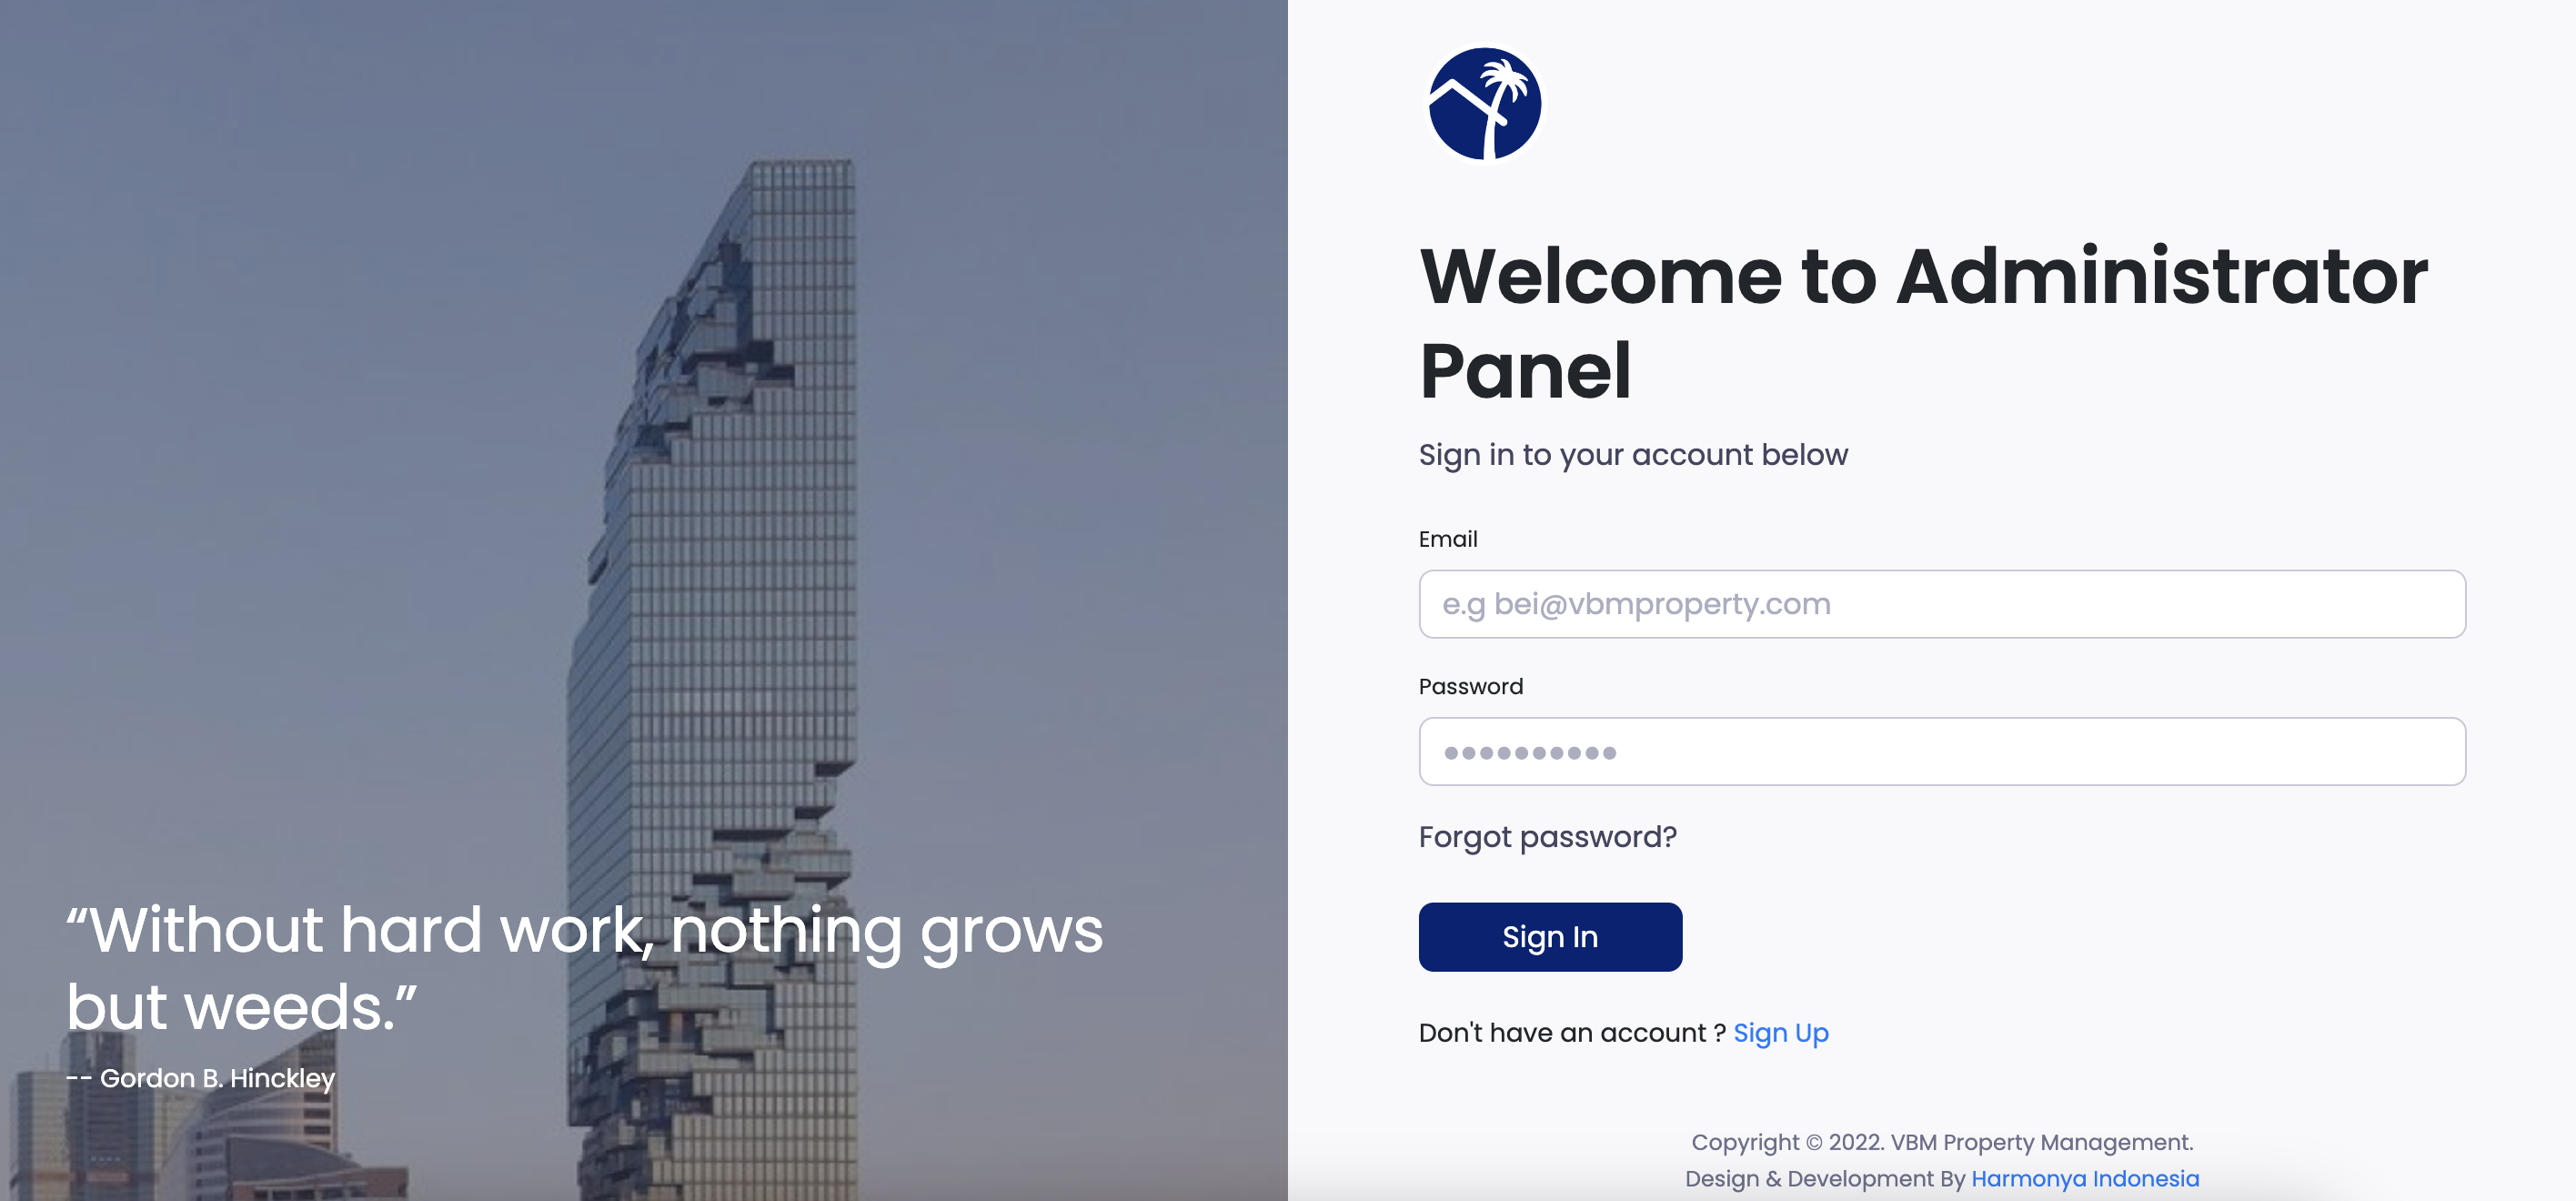 “Without hard work, nothing grows
but weeds.”
-- Gordon B. Hinckley
Welcome to Administrator
Panel
Sign in to your account below
Email
e.g bei@vbmproperty.com
Password
Forgot password?
Sign In
Don't have an account ? Sign Up
Copyright © 2022. VBM Property Management.
Design & Development By Harmonya Indonesia